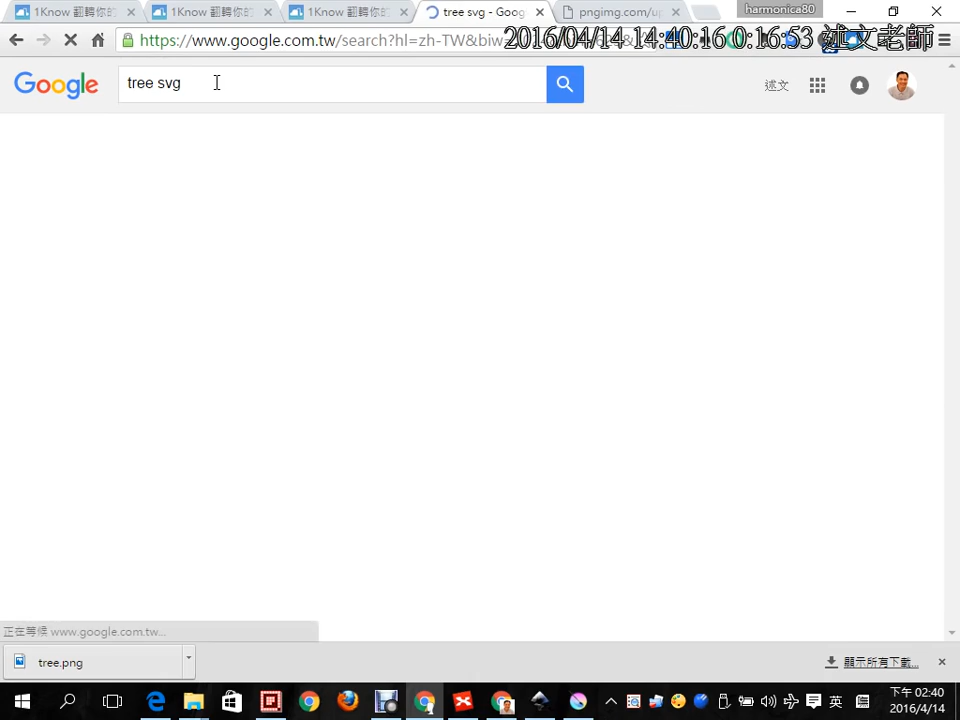 1Know 翻轉你的
1Know 翻轉你的
1Know 翻轉你的
tree svg - Goog
pngimg.com/up
harmonica80
https://www.google.com.tw/search?hl=zh-TW&biw=
2016/04/14 14:40:16 0:16:53 述文老師
Google
tree svg
述文
正在等候 www.google.com.tw...
tree.png
顯示所有下載...
英
下午 02:40
2016/4/14